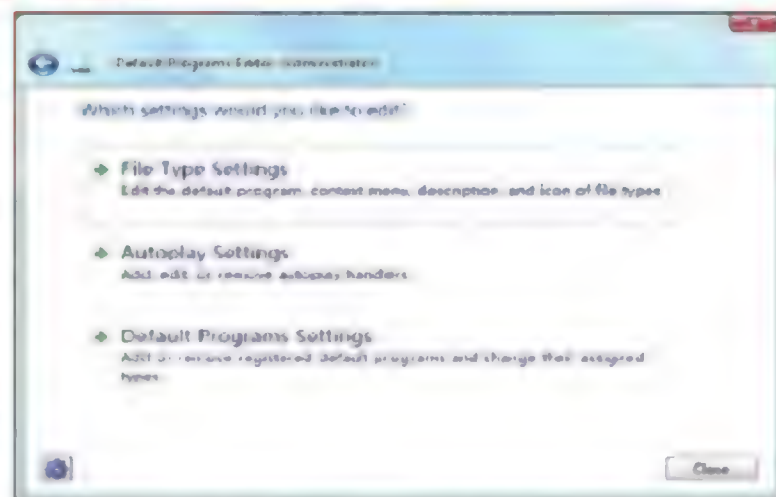 Default Programs Editor (administrator)
Which settings would you like to edit?
File Type Settings
Edit the default program, context menu, description, and icon of file types
Autoplay Settings
Add, edit, or remove autoplay handlers
Default Programs Settings
Add or remove registered default programs and change their assigned
types
Close